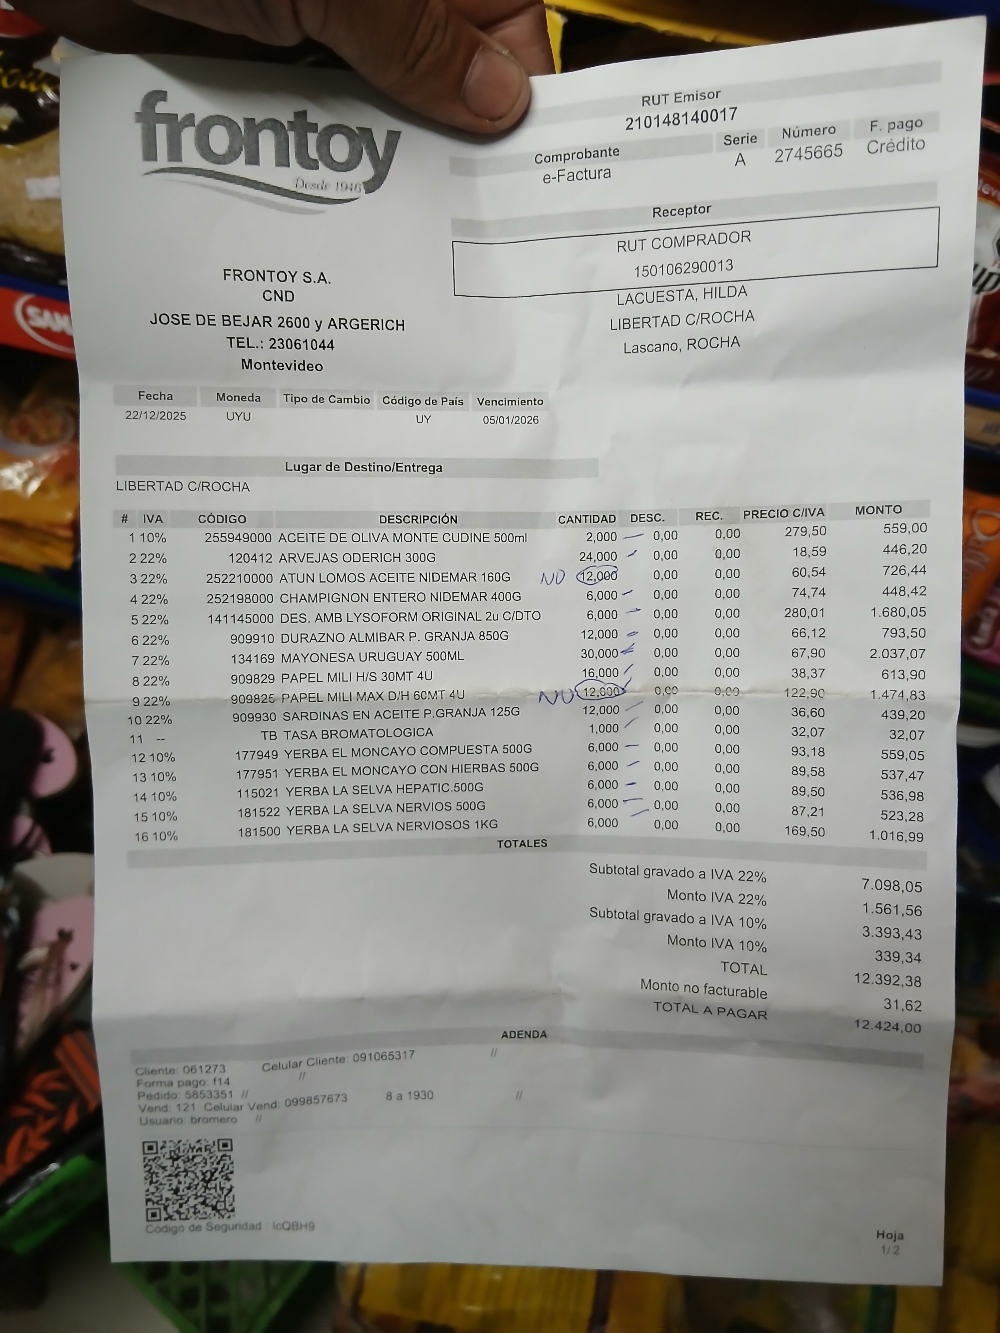 frontoy
Desde 1946
RUT Emisor
210148140017
Comprobante Serie Número F. pago
e-Factura A 2745665 Crédito
Receptor
RUT COMPRADOR
150106290013
LACUESTA, HILDA
LIBERTAD C/ROCHA
Lascano, ROCHA
FRONTOY S.A.
CND
JOSE DE BEJAR 2600 y ARGERICH
TEL.: 23061044
Montevideo
Fecha Moneda Tipo de Cambio Código de País Vencimiento
22/12/2025 UYU UY 05/01/2026
Lugar de Destino/Entrega
LIBERTAD C/ROCHA
# IVA CÓDIGO DESCRIPCIÓN CANTIDAD DESC. REC. PRECIO C/IVA MONTO
1 10% 255949000 ACEITE DE OLIVA MONTE CUDINE 500ml 2,000 0,00 0,00 279,50 559,00
2 22% 120412 ARVEJAS ODERICH 300G 24,000 0,00 0,00 18,59 446,20
3 22% 252210000 ATUN LOMOS ACEITE NIDEMAR 160G NO 12,000 0,00 0,00 60,54 726,44
4 22% 252198000 CHAMPIGNON ENTERO NIDEMAR 400G 6,000 0,00 0,00 74,74 448,42
5 22% 141145000 DES. AMB LYSOFORM ORIGINAL 2u C/DTO 6,000 0,00 0,00 280,01 1.680,05
6 22% 909910 DURAZNO ALMIBAR P. GRANJA 850G 12,000 0,00 0,00 66,12 793,50
7 22% 134169 MAYONESA URUGUAY 500ML 30,000 0,00 0,00 67,90 2.037,07
8 22% 909829 PAPEL MILI H/S 30MT 4U 16,000 0,00 0,00 38,37 613,90
9 22% 909825 PAPEL MILI MAX D/H 60MT 4U NO 12,000 0,00 0,00 122,90 1.474,83
10 22% 909930 SARDINAS EN ACEITE P.GRANJA 125G 12,000 0,00 0,00 36,60 439,20
11 -- TB TASA BROMATOLOGICA 1,000 0,00 0,00 32,07 32,07
12 10% 177949 YERBA EL MONCAYO COMPUESTA 500G 6,000 0,00 0,00 93,18 559,05
13 10% 177951 YERBA EL MONCAYO CON HIERBAS 500G 6,000 0,00 0,00 89,58 537,47
14 10% 115021 YERBA LA SELVA HEPATIC.500G 6,000 0,00 0,00 89,50 536,98
15 10% 181522 YERBA LA SELVA NERVIOS 500G 6,000 0,00 0,00 87,21 523,28
16 10% 181500 YERBA LA SELVA NERVIOSOS 1KG 6,000 0,00 0,00 169,50 1.016,99
TOTALES
Subtotal gravado a IVA 22% 7.098,05
Monto IVA 22% 1.561,56
Subtotal gravado a IVA 10% 3.393,43
Monto IVA 10% 339,34
TOTAL 12.392,38
Monto no facturable 31,62
TOTAL A PAGAR 12.424,00
ADENDA
Cliente: 061273 Celular Cliente: 091065317 //
Forma pago: f14 //
Pedido: 5853351 //
Vend: 121 Celular Vend: 099857673 8 a 1930 //
Usuario: bromero //
Código de Seguridad : IcQBH9
Hoja
1/2